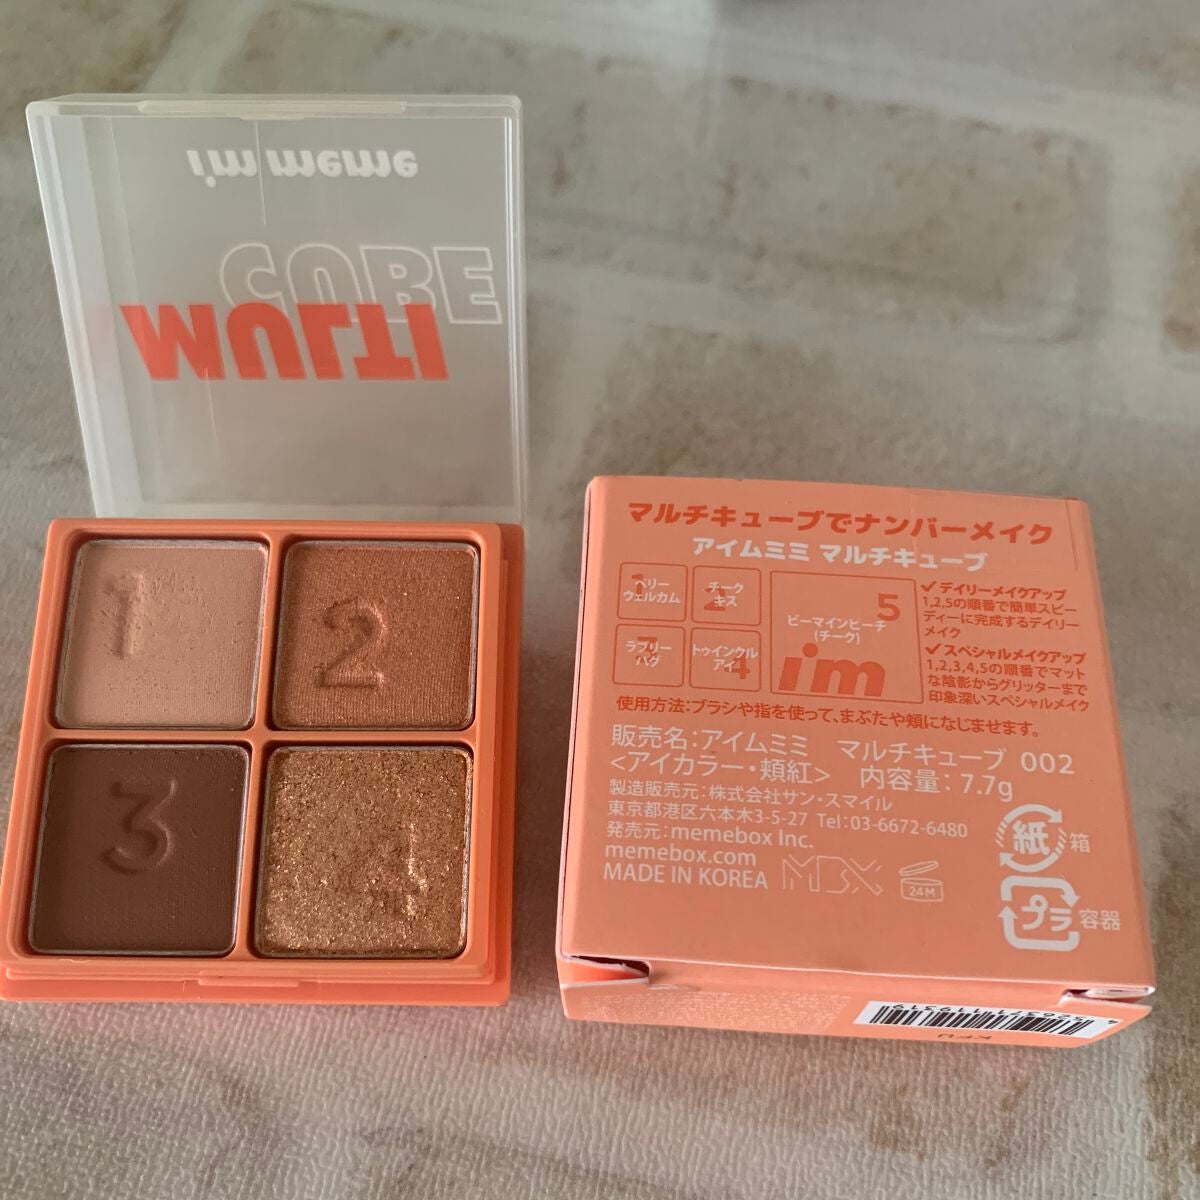 i'm meme
CUBE
MULTI
1
2
3
4
マルチキューブでナンバーメイク
アイムミミ マルチキューブ
1
ベリー
ウェルカム
2
チーク
キス
3
ラブリー
ハグ
4
トゥインクル
アイ
5
ピーマインピーチ
(チーク)
i'm
✓デイリーメイクアップ
1,2,5の順番で簡単スピー
ディーに完成するデイリー
メイク
✓スペシャルメイクアップ
1,2,3,4,5の順番でマット
な陰影からグリッターまで
印象深いスペシャルメイク
使用方法:ブラシや指を使って、まぶたや頬になじませます。
販売名:アイムミミ マルチキューブ 002
<アイカラー・頬紅> 内容量:7.7g
製造販売元:株式会社サン・スマイル
東京都港区六本木3-5-27 Tel:03-6672-6480
発売元:memebox Inc.
memebox.com
MADE IN KOREA
MBX
24M
紙
箱
プラ
容器
KFU